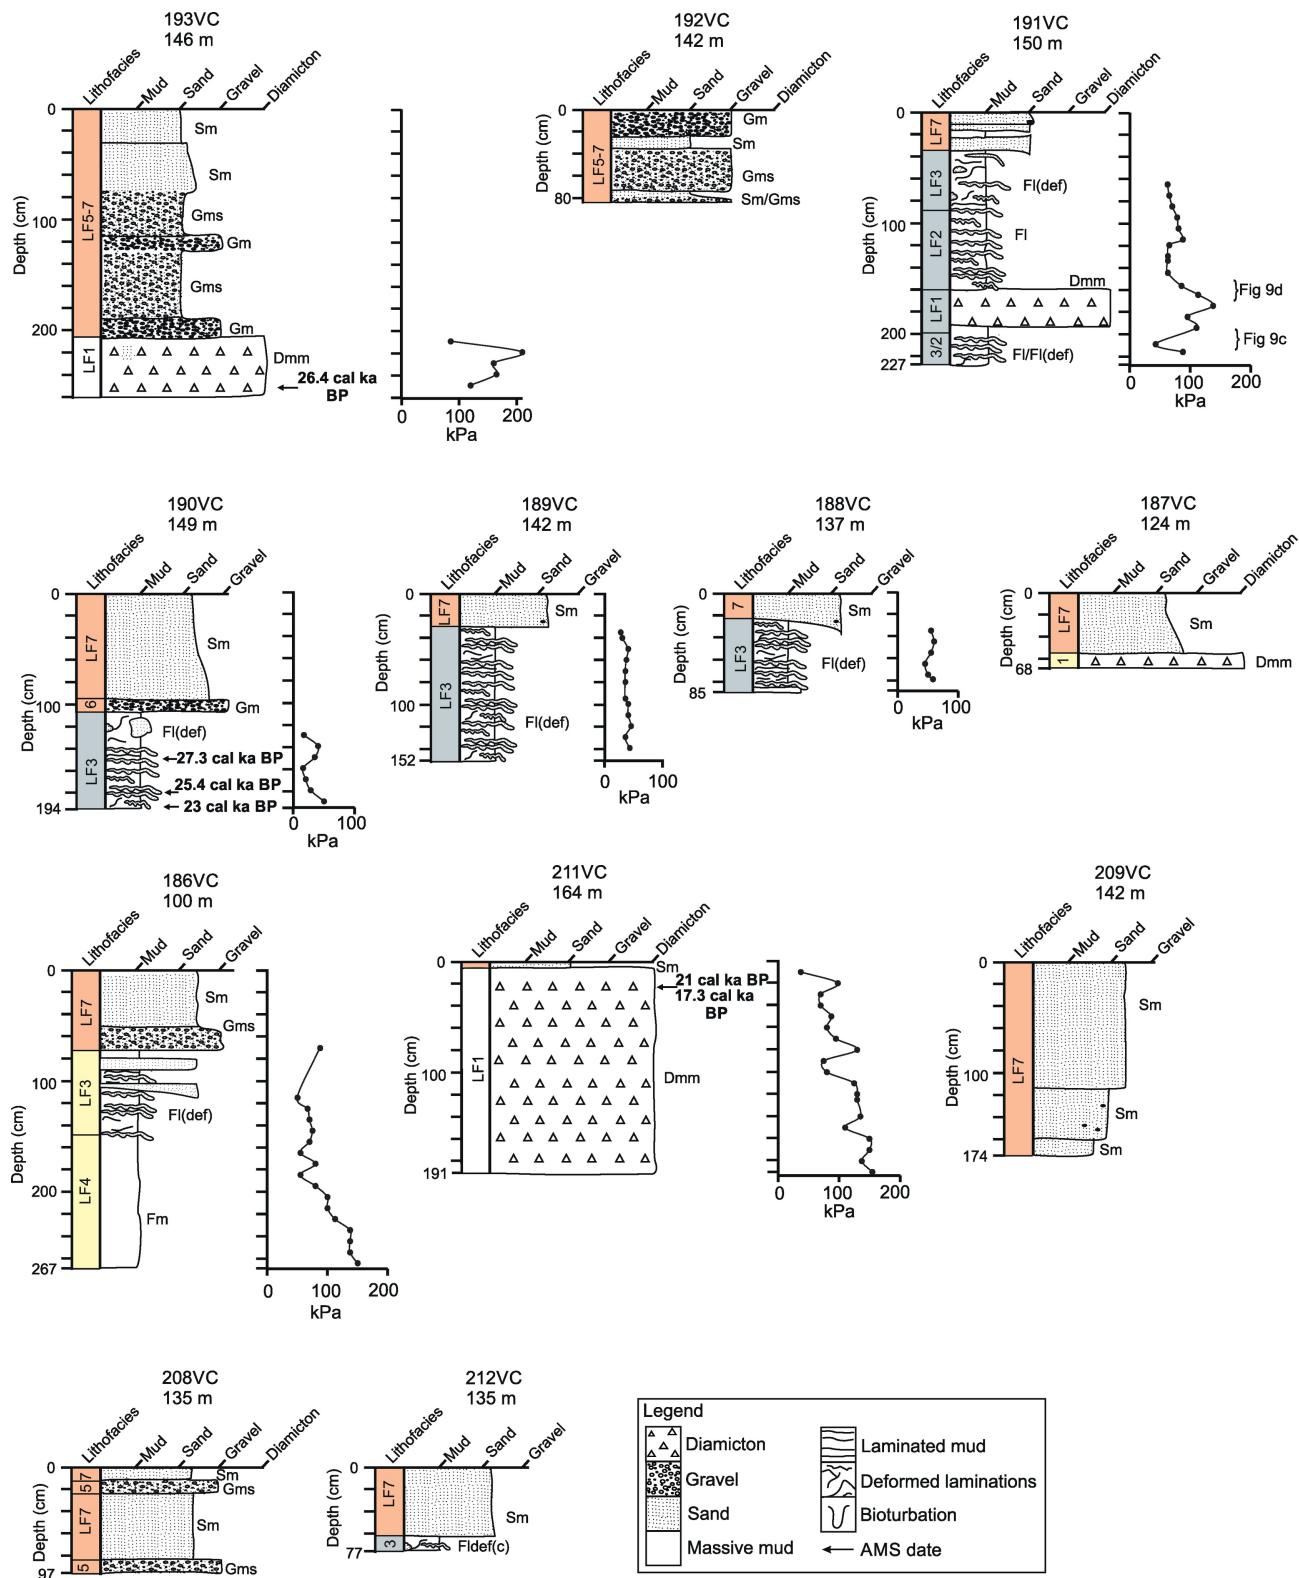 193VC
146 m
Lithofacies
Mud
Sand
Gravel
Diamicton
0
100
200
Depth (cm)
LF5-7
LF1
Sm
Sm
Gms
Gm
Gms
Gm
Dmm
26.4 cal ka
BP
0 100 200
kPa
192VC
142 m
Lithofacies
Mud
Sand
Gravel
Diamicton
0
80
Depth (cm)
LF5-7
Gm
Sm
Gms
Sm/Gms
191VC
150 m
Lithofacies
Mud
Sand
Gravel
Diamicton
0
100
200
227
Depth (cm)
LF7
LF3
LF2
LF1
3/2
Fl(def)
Fl
Dmm
Fl/Fl(def)
}Fig 9d
}Fig 9c
0 100 200
kPa
190VC
149 m
Lithofacies
Mud
Sand
Gravel
0
100
194
Depth (cm)
LF7
6
LF3
Sm
Gm
Fl(def)
27.3 cal ka BP
25.4 cal ka BP
23 cal ka BP
0 100
kPa
189VC
142 m
Lithofacies
Mud
Sand
Gravel
0
100
152
Depth (cm)
LF7
LF3
Sm
Fl(def)
0 100
kPa
188VC
137 m
Lithofacies
Mud
Sand
Gravel
0
85
Depth (cm)
7
LF3
Sm
Fl(def)
0 100
kPa
187VC
124 m
Lithofacies
Mud
Sand
Gravel
Diamicton
0
68
Depth (cm)
LF7
1
Sm
Dmm
186VC
100 m
Lithofacies
Mud
Sand
Gravel
0
100
200
267
Depth (cm)
LF7
LF3
LF4
Sm
Gms
Fl(def)
Fm
0 100 200
kPa
211VC
164 m
Lithofacies
Mud
Sand
Gravel
Diamicton
0
100
191
Depth (cm)
LF1
Sm
21 cal ka BP
17.3 cal ka
BP
Dmm
0 100 200
kPa
209VC
142 m
Lithofacies
Mud
Sand
Gravel
0
100
174
Depth (cm)
LF7
Sm
Sm
Sm
208VC
135 m
Lithofacies
Mud
Sand
Gravel
Diamicton
0
97
Depth (cm)
7
5
LF7
5
Sm
Gms
Sm
Gms
212VC
135 m
Lithofacies
Mud
Sand
Gravel
0
77
Depth (cm)
LF7
3
Sm
Fldef(c)
Legend
Diamicton
Gravel
Sand
Massive mud
Laminated mud
Deformed laminations
Bioturbation
AMS date